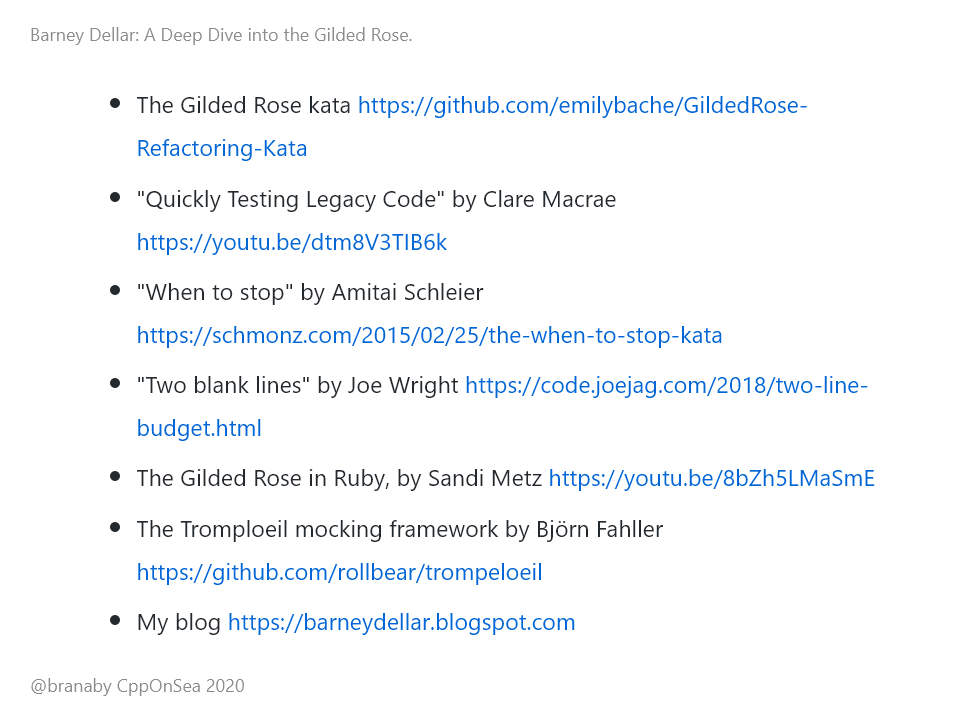 Barney Dellar: A Deep Dive into the Gilded Rose.
• The Gilded Rose kata https://github.com/emilybache/GildedRose-
Refactoring-Kata
• "Quickly Testing Legacy Code" by Clare Macrae
https://youtu.be/dtm8V3TIB6k
• "When to stop" by Amitai Schleier
https://schmonz.com/2015/02/25/the-when-to-stop-kata
• "Two blank lines" by Joe Wright https://code.joejag.com/2018/two-line-
budget.html
• The Gilded Rose in Ruby, by Sandi Metz https://youtu.be/8bZh5LMaSmE
• The Tromploeil mocking framework by Björn Fahller
https://github.com/rollbear/trompeloeil
• My blog https://barneydellar.blogspot.com
@branaby CppOnSea 2020